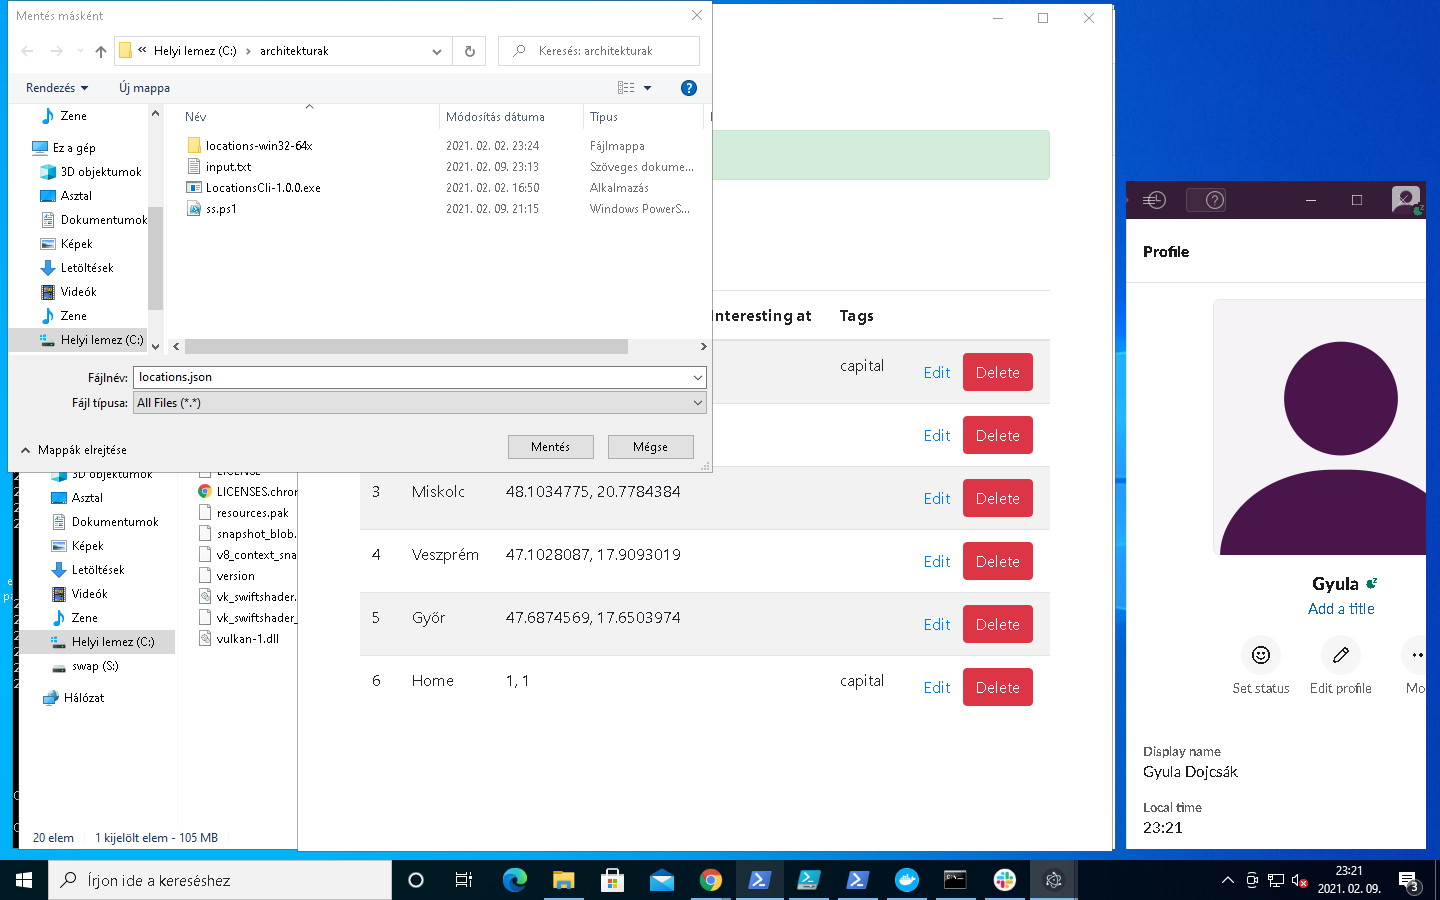 Mentés másként
« Helyi lemez (C:) › architekturak
Keresés: architekturak
Rendezés
Új mappa
?
Zene
Ez a gép
3D objektumok
Asztal
Dokumentumok
Képek
Letöltések
Videók
Zene
Helyi lemez (C:)
Név Módosítás dátuma Típus
locations-win32-64x 2021. 02. 02. 23:24 Fájlmappa
input.txt 2021. 02. 09. 23:13 Szöveges dokume...
LocationsCli-1.0.0.exe 2021. 02. 02. 16:50 Alkalmazás
ss.ps1 2021. 02. 09. 21:15 Windows PowerS...
Fájlnév: locations.json
Fájl típusa: All Files (*.*)
Mappák elrejtése
Mentés
Mégse
3D objektumok
Asztal
Dokumentumok
Képek
Letöltések
Videók
Zene
Helyi lemez (C:)
swap (S:)
Hálózat
LICENSE
LICENSES.chron
resources.pak
snapshot_blob.
v8_context_sna
version
vk_swiftshader.
vk_swiftshader_
vulkan-1.dll
20 elem 1 kijelölt elem - 105 MB
Interesting at Tags
capital Edit Delete
Edit Delete
3 Miskolc 48.1034775, 20.7784384 Edit Delete
4 Veszprém 47.1028087, 17.9093019 Edit Delete
5 Győr 47.6874569, 17.6503974 Edit Delete
6 Home 1, 1 capital Edit Delete
?
Profile
Gyula
Add a title
Set status
Edit profile
Mo
Display name
Gyula Dojcsák
Local time
23:21
Írjon ide a kereséshez
23:21
2021. 02. 09.
3